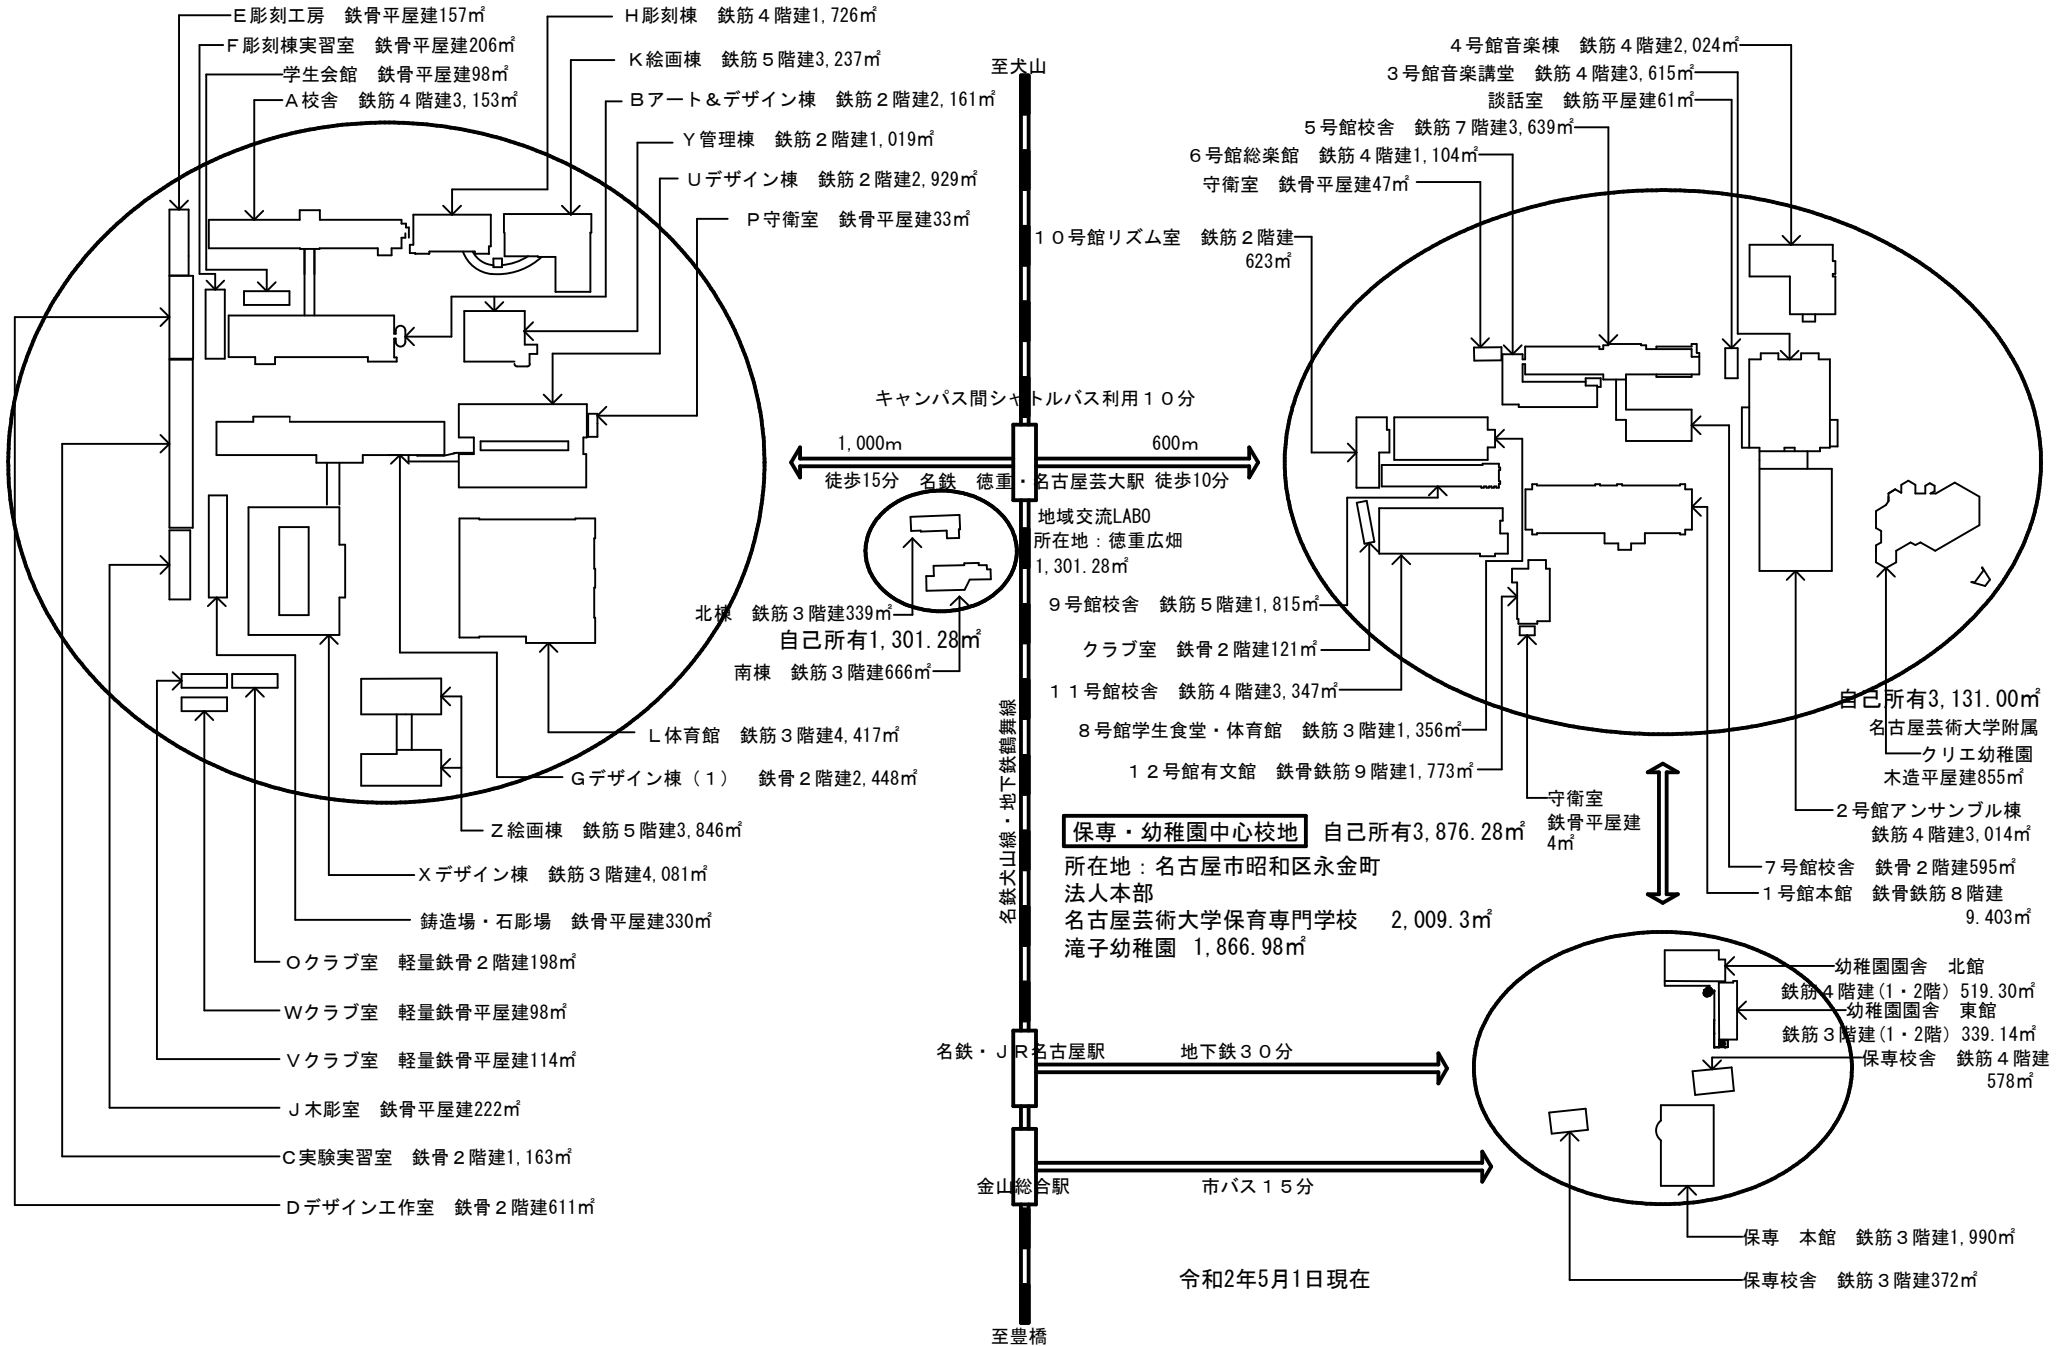 Ｅ彫刻工房　鉄骨平屋建157㎡
Ｆ彫刻棟実習室　鉄骨平屋建206㎡
学生会館　鉄骨平屋建98㎡
Ａ校舎　鉄筋４階建3,153㎡
Ｈ彫刻棟　鉄筋４階建1,726㎡
Ｋ絵画棟　鉄筋５階建3,237㎡
Ｂアート＆デザイン棟　鉄筋２階建2,161㎡
Ｙ管理棟　鉄筋２階建1,019㎡
Ｕデザイン棟　鉄筋２階建2,929㎡
Ｐ守衛室　鉄骨平屋建33㎡
至犬山
４号館音楽棟　鉄筋４階建2,024㎡
３号館音楽講堂　鉄筋４階建3,615㎡
談話室　鉄筋平屋建61㎡
５号館校舎　鉄筋７階建3,639㎡
６号館総楽館　鉄筋４階建1,104㎡
守衛室　鉄骨平屋建47㎡
１０号館リズム室　鉄筋２階建
623㎡
キャンパス間シャトルバス利用１０分
1,000ｍ
600ｍ
徒歩15分　名鉄　徳重・名古屋芸大駅　徒歩10分
地域交流LABO
所在地：徳重広畑
1,301.28㎡
北棟　鉄筋３階建339㎡
自己所有1,301.28㎡
南棟　鉄筋３階建666㎡
９号館校舎　鉄筋５階建1,815㎡
クラブ室　鉄骨２階建121㎡
１１号館校舎　鉄筋４階建3,347㎡
８号館学生食堂・体育館　鉄筋３階建1,356㎡
１２号館有文館　鉄骨鉄筋９階建1,773㎡
守衛室
鉄骨平屋建
4㎡
自己所有3,131.00㎡
名古屋芸術大学附属
クリエ幼稚園
木造平屋建855㎡
２号館アンサンブル棟
鉄筋４階建3,014㎡
７号館校舎　鉄骨２階建595㎡
１号館本館　鉄骨鉄筋８階建
9.403㎡
Ｌ体育館　鉄筋３階建4,417㎡
Ｇデザイン棟（１）　鉄骨２階建2,448㎡
Ｚ絵画棟　鉄筋５階建3,846㎡
Ｘデザイン棟　鉄筋３階建4,081㎡
鋳造場・石彫場　鉄骨平屋建330㎡
Ｏクラブ室　軽量鉄骨２階建198㎡
Ｗクラブ室　軽量鉄骨平屋建98㎡
Ｖクラブ室　軽量鉄骨平屋建114㎡
Ｊ木彫室　鉄骨平屋建222㎡
Ｃ実験実習室　鉄骨２階建1,163㎡
Ｄデザイン工作室　鉄骨２階建611㎡
名鉄犬山線・地下鉄鶴舞線
保専・幼稚園中心校地　自己所有3,876.28㎡
所在地：名古屋市昭和区永金町
法人本部
名古屋芸術大学保育専門学校　2,009.3㎡
滝子幼稚園　1,866.98㎡
幼稚園園舎　北館
鉄筋４階建(1・2階) 519.30㎡
幼稚園園舎　東館
鉄筋３階建(1・2階) 339.14㎡
保専校舎　鉄筋４階建
578㎡
名鉄・ＪＲ名古屋駅
地下鉄３０分
金山総合駅
市バス１５分
保専　本館　鉄筋３階建1,990㎡
保専校舎　鉄筋３階建372㎡
令和2年5月1日現在
至豊橋